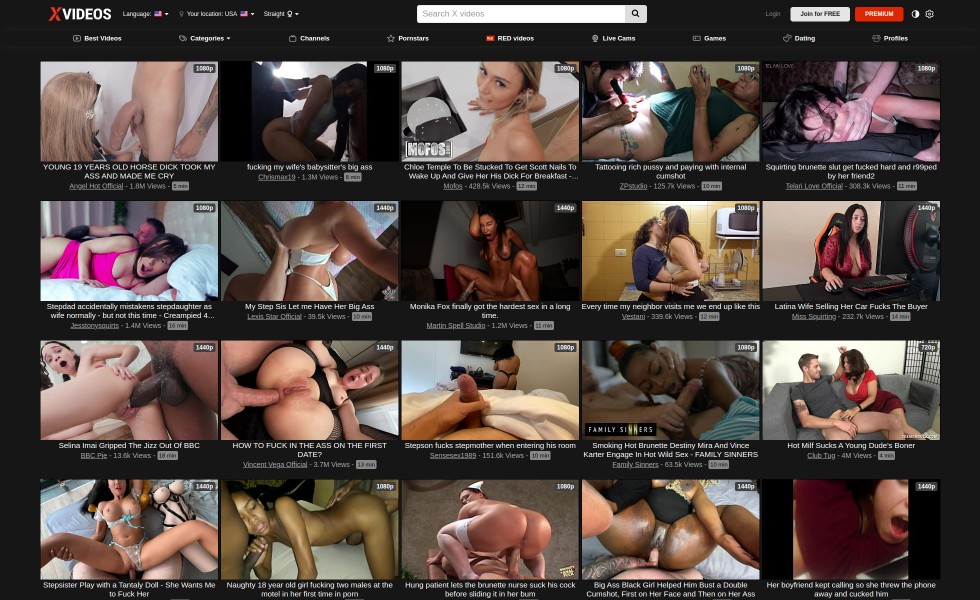 XVIDEOS
Language:
Your location: USA
Straight
Search X videos
Login
Join for FREE
PREMIUM
Best Videos
Categories
Channels
Pornstars
RED videos
Live Cams
Games
Dating
Profiles
1080p
1080p
1080p
MOFOS
1080p
TELARI LOVE
1080p
YOUNG 19 YEARS OLD HORSE DICK TOOK MY
ASS AND MADE ME CRY
Angel Hot Official - 1.8M Views - 5 min
fucking my wife's babysitter's big ass
Chrismax19 - 1.3M Views - 8 min
Chloe Temple To Be Stucked To Get Scott Nails To
Wake Up And Give Her His Dick For Breakfast -...
Mofos - 428.5k Views - 12 min
Tattooing rich pussy and paying with internal
cumshot
ZPstudio - 125.7k Views - 10 min
Squirting brunette slut get fucked hard and r99ped
by her friend2
Telari Love Official - 308.3k Views - 11 min
1080p
1440p
1440p
1080p
1440p
Stepdad accidentally mistakens stepdaughter as
wife normally - but not this time - Creampied 4...
Jesstonysquirts - 1.4M Views - 16 min
My Step Sis Let me Have Her Big Ass
Lexis Star Official - 39.5k Views - 10 min
Monika Fox finally got the hardest sex in a long
time.
Martin Spell Studio - 1.2M Views - 11 min
Every time my neighbor visits me we end up like this
Vestani - 339.6k Views - 12 min
Latina Wife Selling Her Car Fucks The Buyer
Miss Squirting - 232.7k Views - 14 min
1440p
1440p
1080p
1080p
FAMILY SINNERS
720p
Selina Imai Gripped The Jizz Out Of BBC
BBC Pie - 13.6k Views - 18 min
HOW TO FUCK IN THE ASS ON THE FIRST
DATE?
Vincent Vega Official - 3.7M Views - 13 min
Stepson fucks stepmother when entering his room
Sensesex1989 - 151.6k Views - 10 min
Smoking Hot Brunette Destiny Mira And Vince
Karter Engage In Hot Wild Sex - FAMILY SINNERS
Family Sinners - 63.5k Views - 10 min
Hot Milf Sucks A Young Dude's Boner
Club Tug - 4M Views - 4 min
1440p
1080p
1080p
1440p
1440p
Stepsister Play with a Tantaly Doll - She Wants Me
to Fuck Her
Naughty 18 year old girl fucking two males at the
motel in her first time in porn
Hung patient lets the brunette nurse suck his cock
before sliding it in her bum
Big Ass Black Girl Helped Him Bust a Double
Cumshot, First on Her Face and Then on Her Ass
Her boyfriend kept calling so she threw the phone
away and cucked him